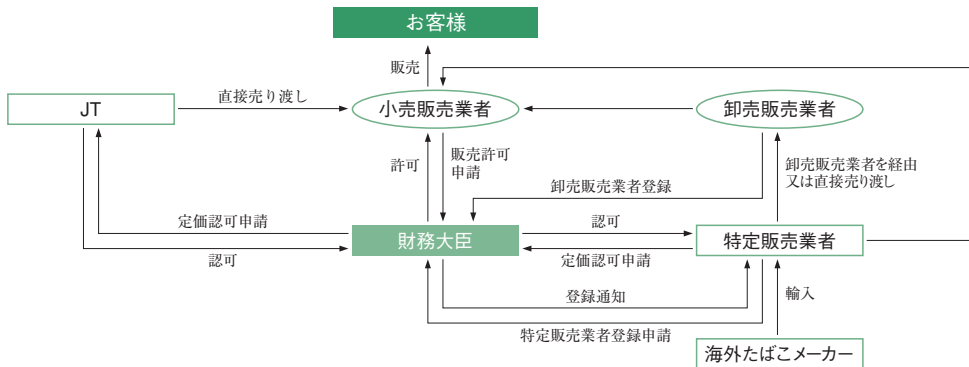 お客様
販売
直接売り渡し
JT
小売販売業者
卸売販売業者
許可
販売許可
申請
卸売販売業者を経由
又は直接売り渡し
卸売販売業者登録
定価認可申請
財務大臣
認可
特定販売業者
認可
定価認可申請
登録通知
輸入
特定販売業者登録申請
海外たばこメーカー